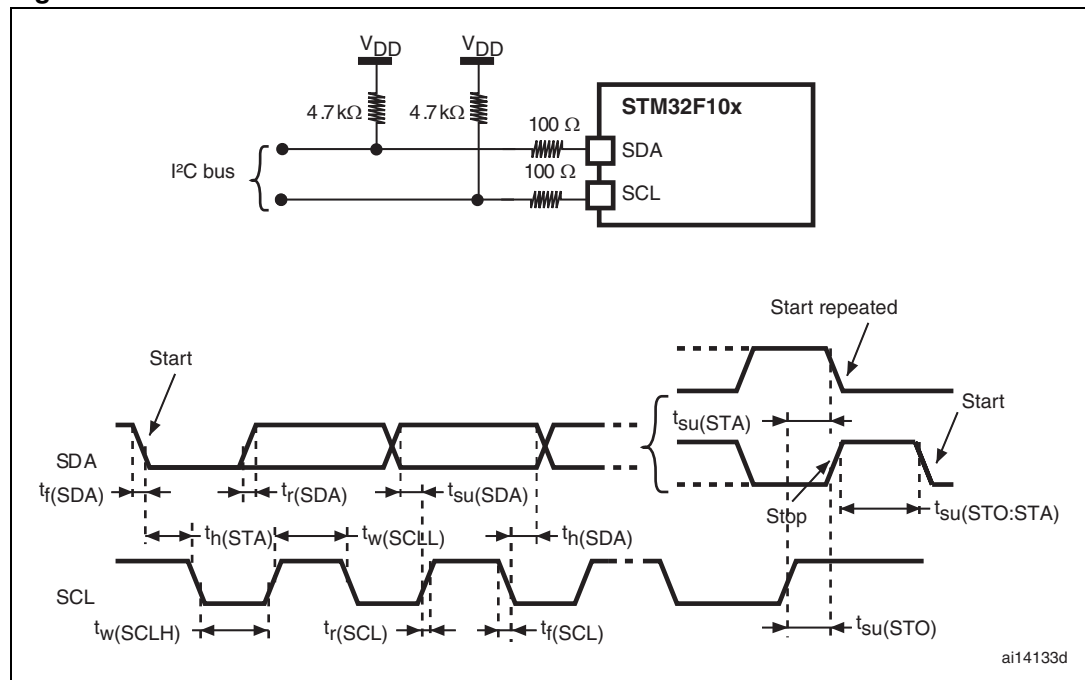 VDD VDD
4.7kΩ 4.7kΩ
STM32F10x
100 Ω
SDA
I²C bus
100 Ω
SCL
Start repeated
Start
Start
tsu(STA)
SDA
tf(SDA) tr(SDA) tsu(SDA)
Stop tsu(STO:STA)
th(STA) tw(SCLL) th(SDA)
SCL
tw(SCLH) tr(SCL) tf(SCL) tsu(STO)
ai14133d